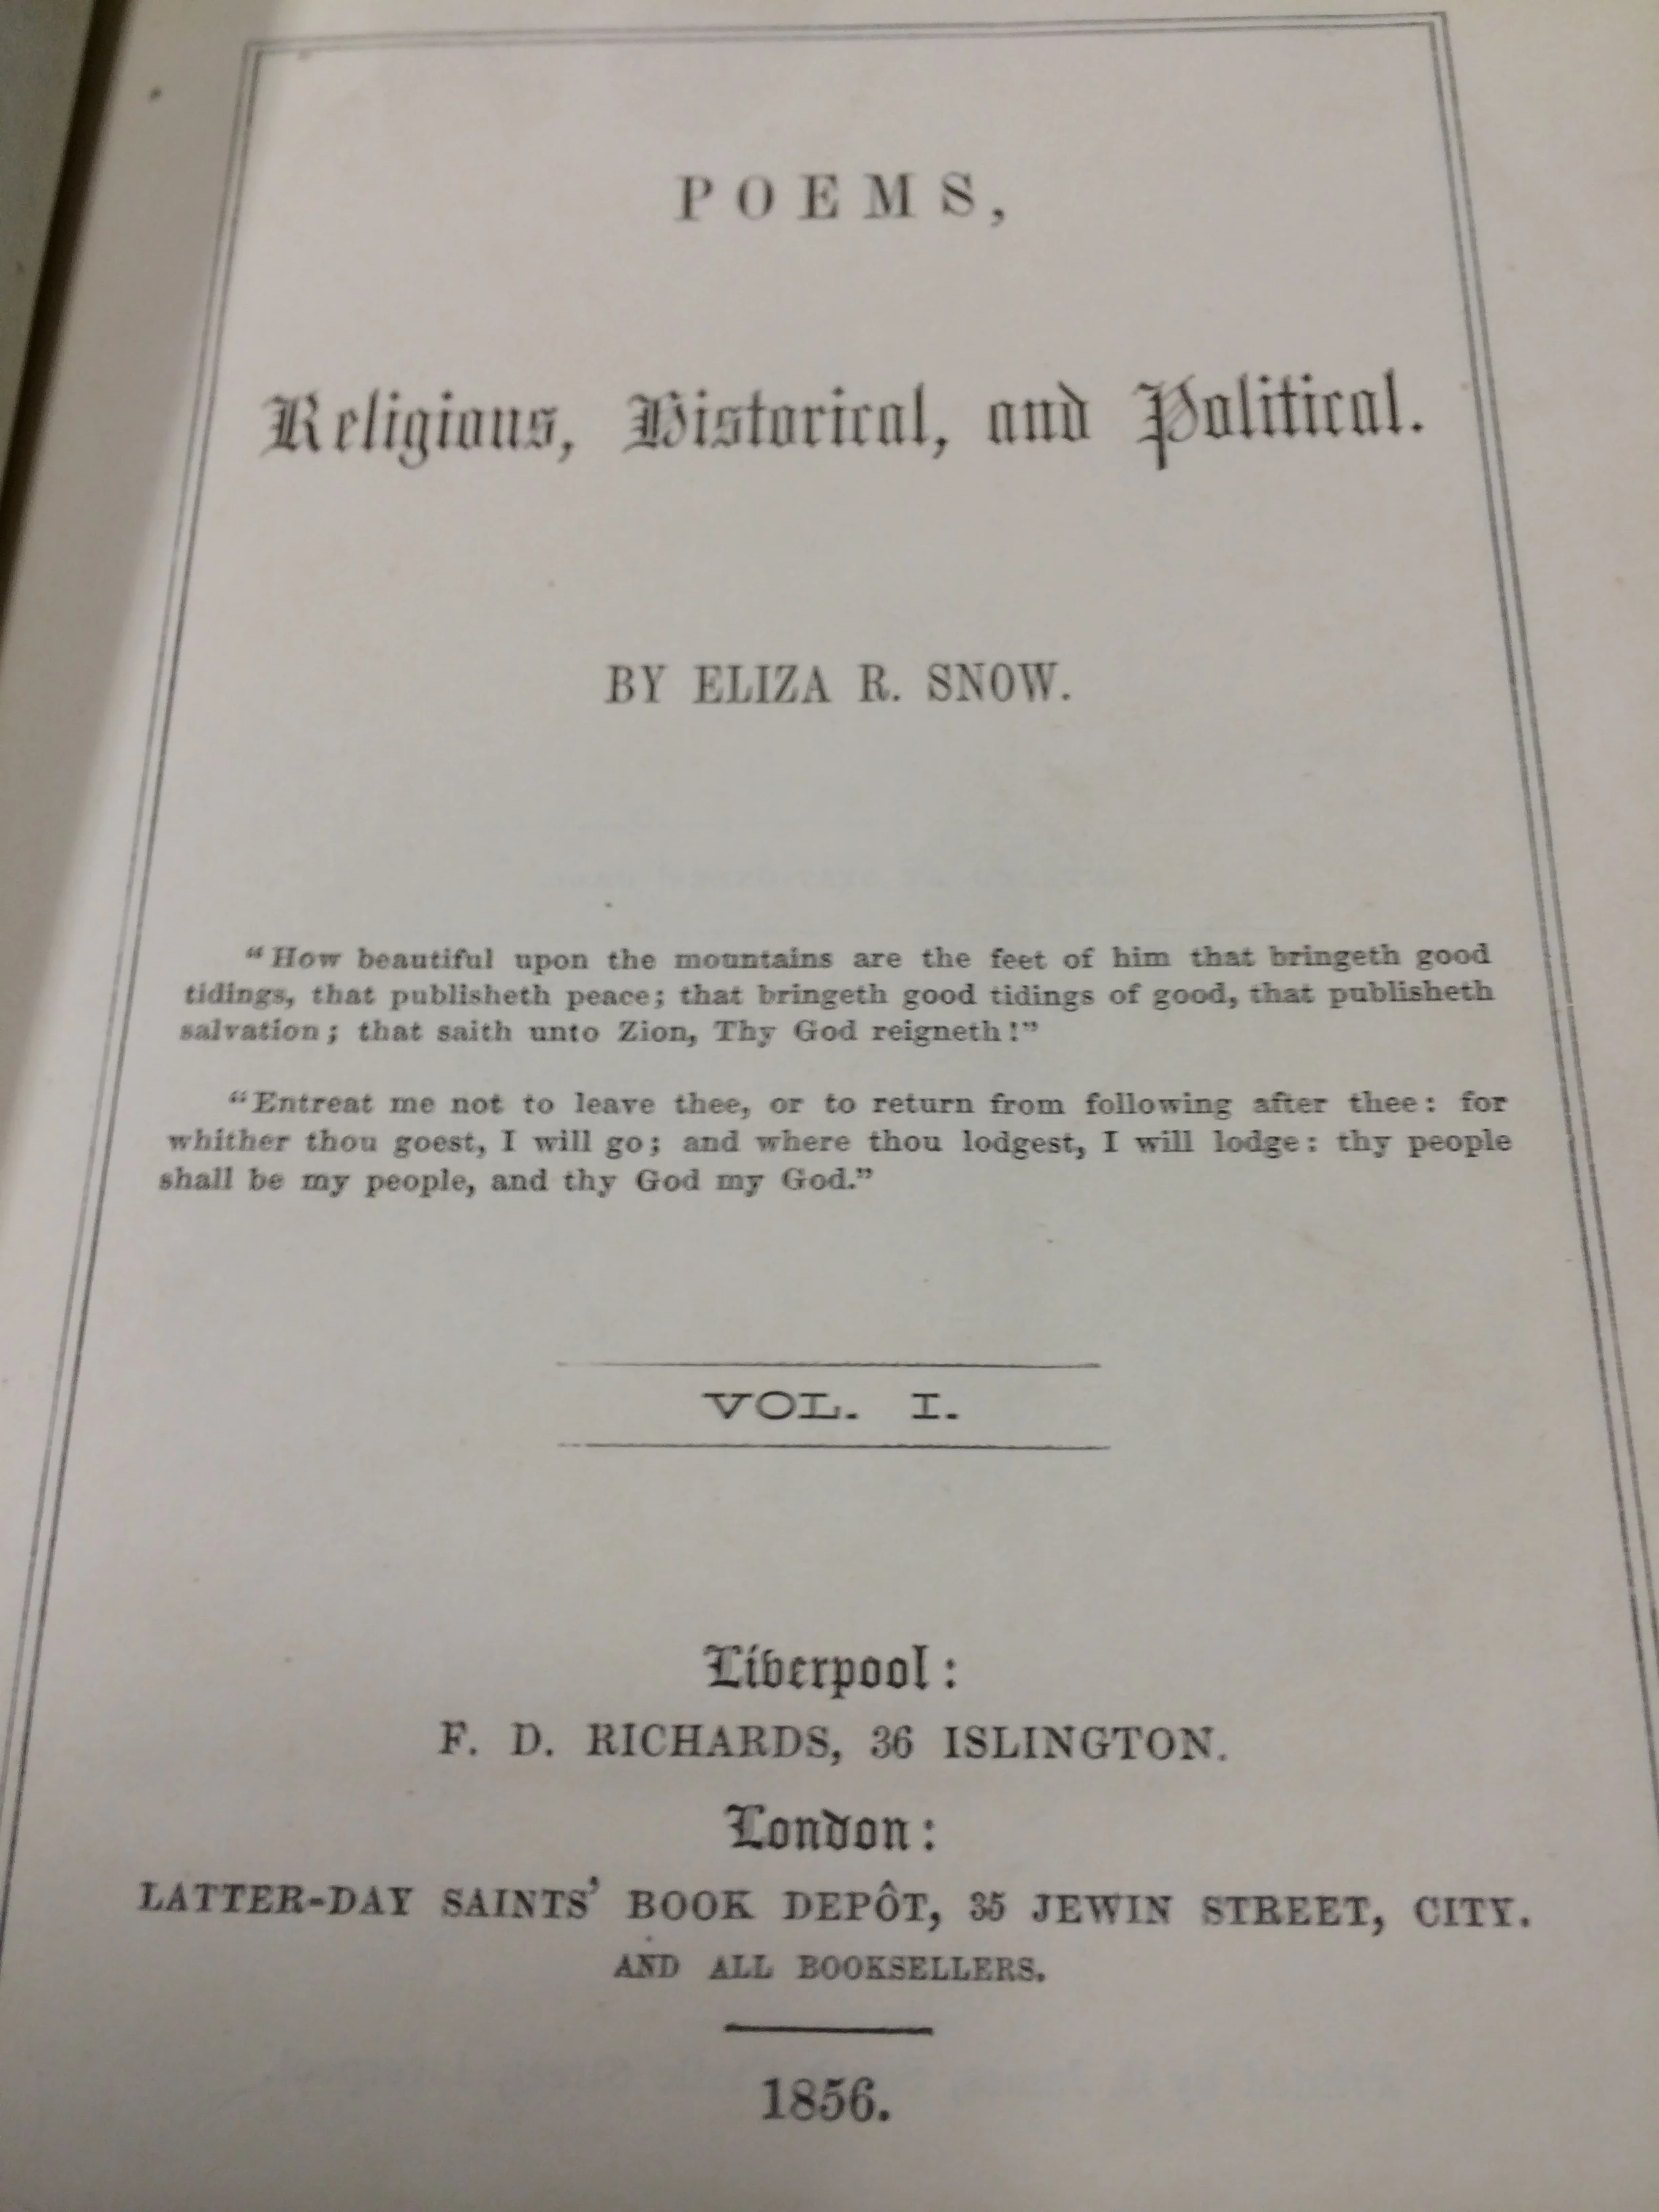 POEMS,
Religious, Historical, and Political.
BY ELIZA R. SNOW.
"How beautiful upon the mountains are the feet of him that bringeth good
tidings, that publisheth peace; that bringeth good tidings of good, that publisheth
salvation; that saith unto Zion, Thy God reigneth!"
"Entreat me not to leave thee, or to return from following after thee: for
whither thou goest, I will go; and where thou lodgest, I will lodge: thy people
shall be my people, and thy God my God."
VOL. I.
Liverpool:
F. D. RICHARDS, 36 ISLINGTON.
London:
LATTER-DAY SAINTS' BOOK DEPÔT, 35 JEWIN STREET, CITY.
AND ALL BOOKSELLERS.
1856.